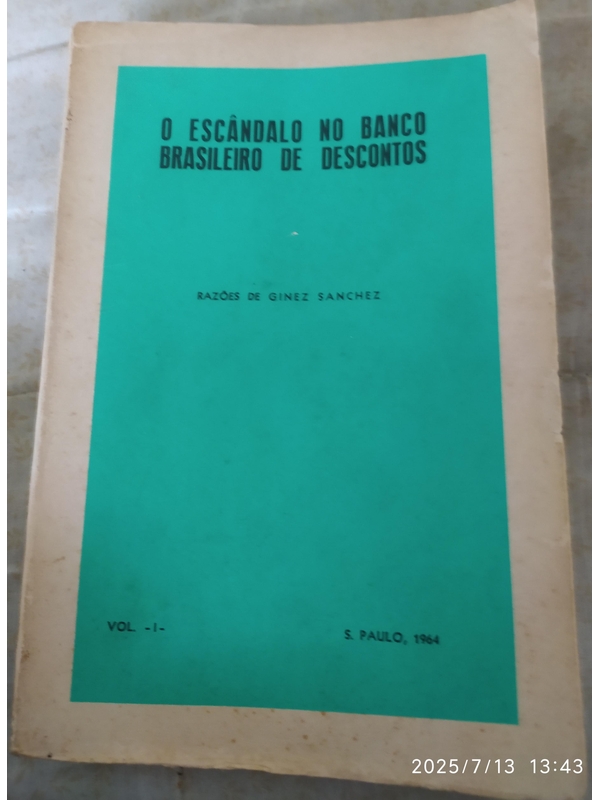 O ESCÂNDALO NO BANCO
BRASILEIRO DE DESCONTOS
RAZÕES DE GINEZ SANCHEZ
VOL. -I-
S. PAULO, 1964
2025/7/13 13:43